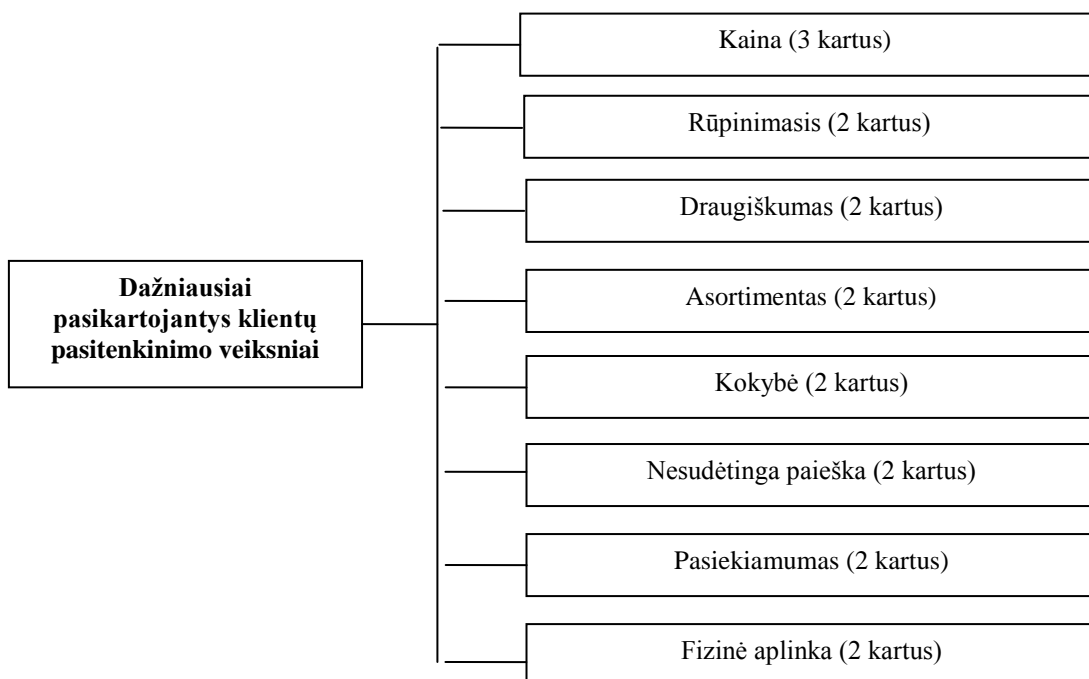 Dažniausiai
pasikartojantys klientų
pasitenkinimo veiksniai
Kaina (3 kartus)
Rūpinimasis (2 kartus)
Draugiškumas (2 kartus)
Asortimentas (2 kartus)
Kokybė (2 kartus)
Nesudėtinga paieška (2 kartus)
Pasiekiamumas (2 kartus)
Fizinė aplinka (2 kartus)